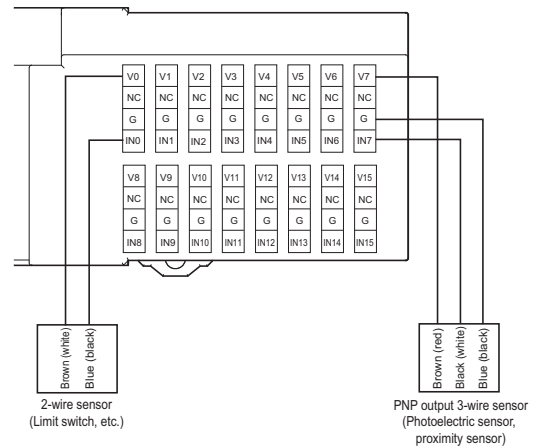 V0 V1 V2 V3 V4 V5 V6 V7
NC NC NC NC NC NC NC NC
G G G G G G G G
IN0 IN1 IN2 IN3 IN4 IN5 IN6 IN7
V8 V9 V10 V11 V12 V13 V14 V15
NC NC NC NC NC NC NC NC
G G G G G G G G
IN8 IN9 IN10 IN11 IN12 IN13 IN14 IN15
Brown (white)
Blue (black)
2-wire sensor
(Limit switch, etc.)
Brown (red)
Black (white)
Blue (black)
PNP output 3-wire sensor
(Photoelectric sensor,
proximity sensor)